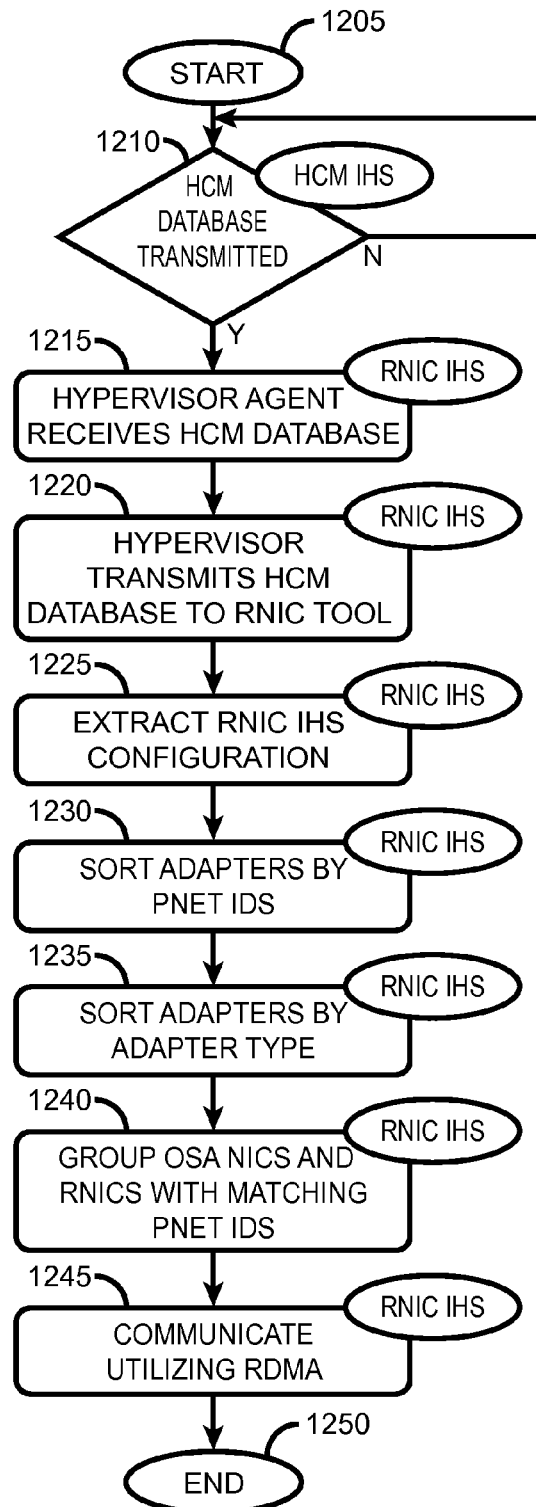 1205
START
1210
HCM IHS
HCM
DATABASE
TRANSMITTED
N
Y
1215
RNIC IHS
HYPERVISOR AGENT
RECEIVES HCM DATABASE
1220
RNIC IHS
HYPERVISOR
TRANSMITS HCM
DATABASE TO RNIC TOOL
1225
RNIC IHS
EXTRACT RNIC IHS
CONFIGURATION
1230
RNIC IHS
SORT ADAPTERS BY
PNET IDS
1235
RNIC IHS
SORT ADAPTERS BY
ADAPTER TYPE
1240
RNIC IHS
GROUP OSA NICS AND
RNICS WITH MATCHING
PNET IDS
1245
RNIC IHS
COMMUNICATE
UTILIZING RDMA
1250
END